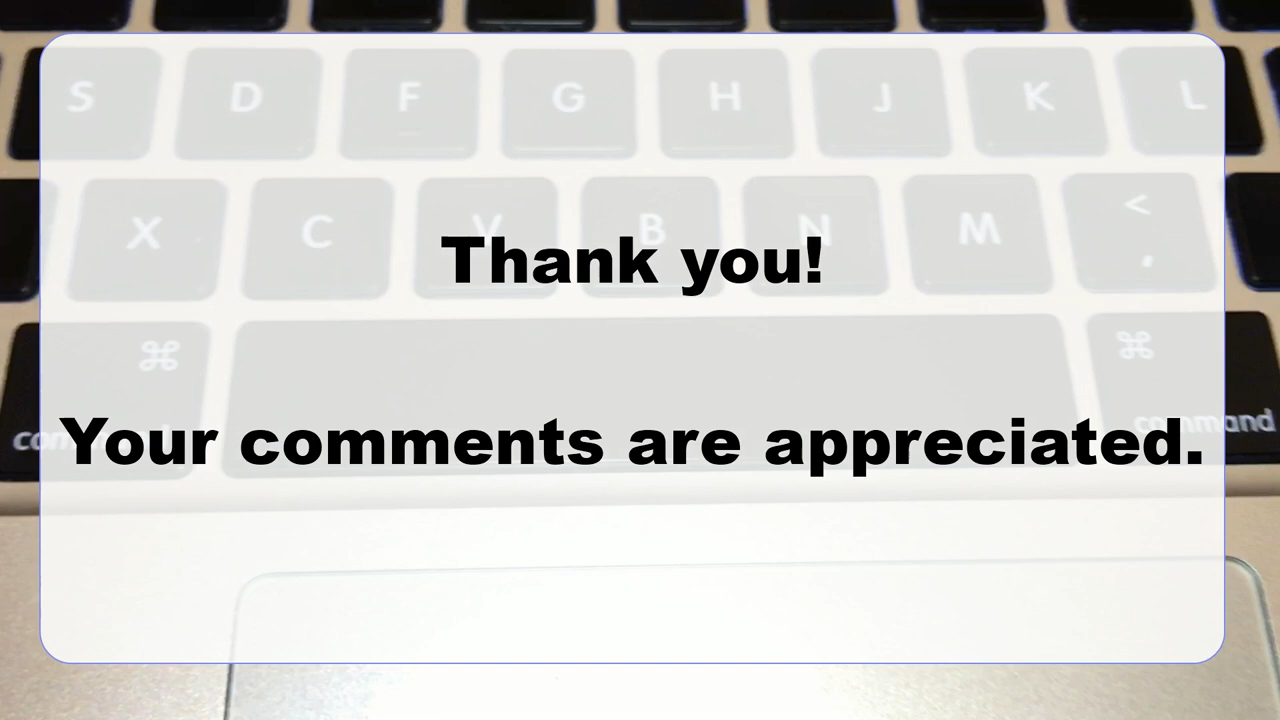 S D F G H J K L
X C V B N M <
,
Thank you!
⌘ ⌘
command
Your comments are appreciated.